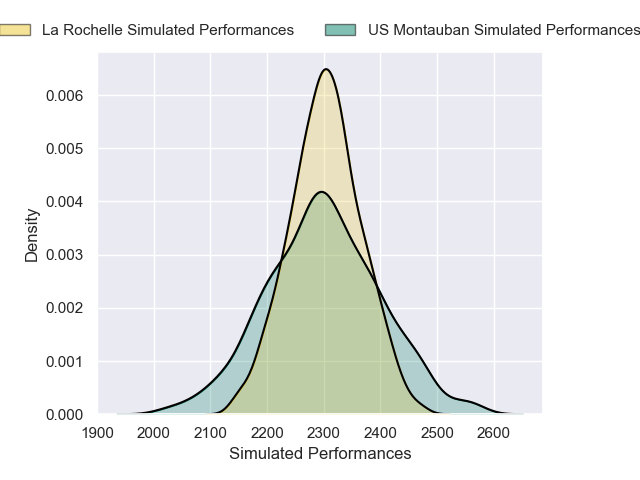 La Rochelle Simulated Performances
US Montauban Simulated Performances
0.006
0.005
0.004
0.003
0.002
0.001
0.000
Density
1900 2000 2100 2200 2300 2400 2500 2600
Simulated Performances